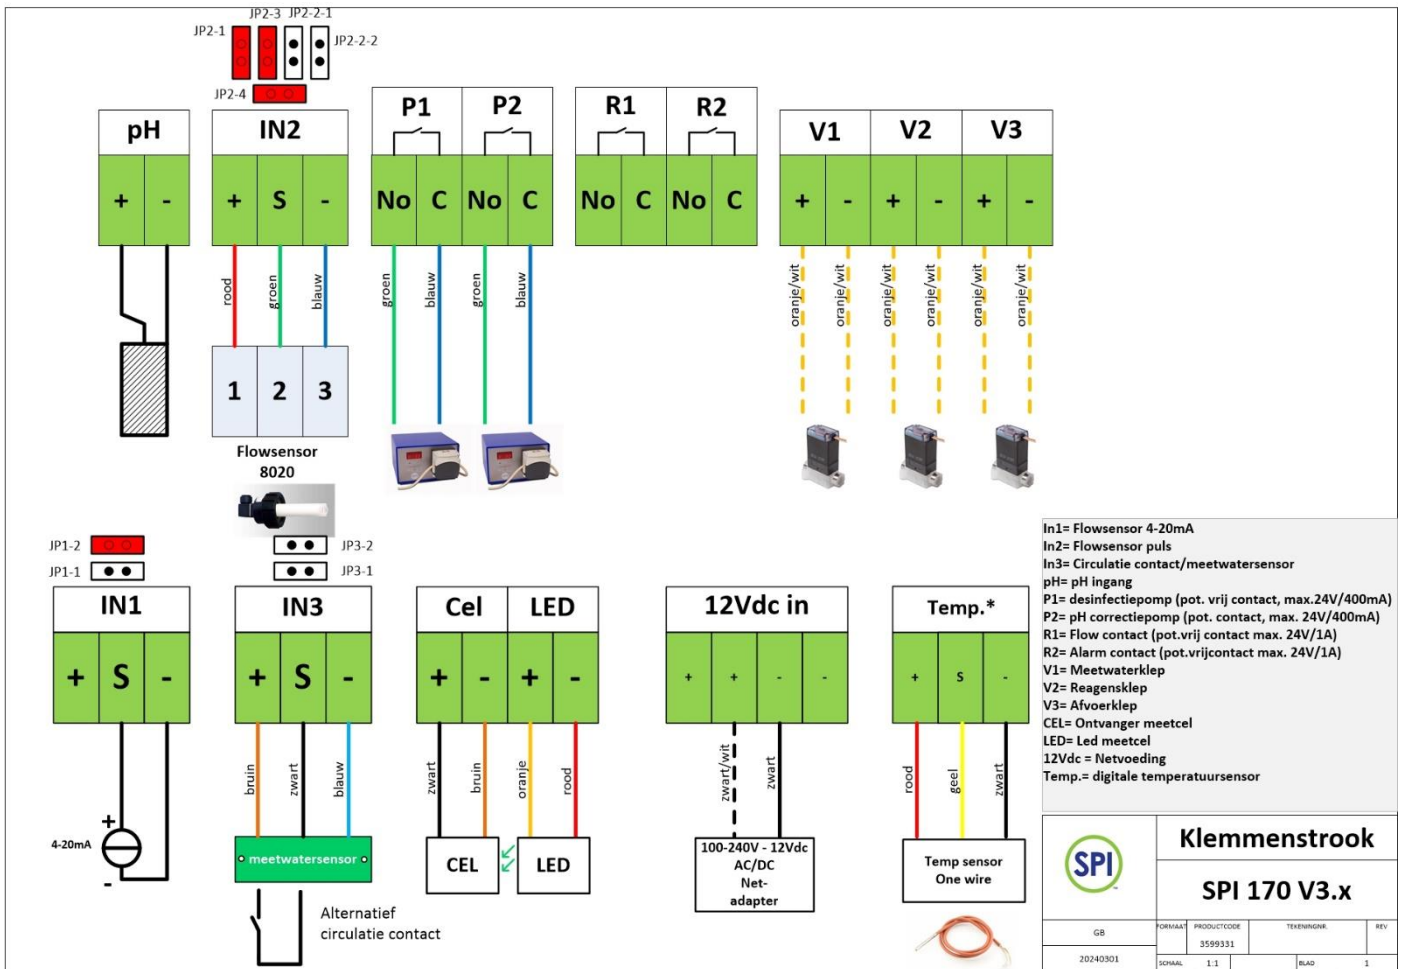 JP2-3 JP2-2-1
JP2-1
JP2-2-2
JP2-4
pH
IN2
P1
P2
R1
R2
V1
V2
V3
+ -
+ S -
No C No C
No C No C
+ - + - + -
rood
groen
blauw
groen
blauw
groen
blauw
oranje/wit
oranje/wit
oranje/wit
oranje/wit
oranje/wit
oranje/wit
1 2 3
Flowsensor
8020
JP1-2
JP1-1
JP3-2
JP3-1
IN1
IN3
Cel
LED
12Vdc in
Temp.*
+ S -
+ S -
+ - + -
+ + - -
+ S -
bruin
zwart
blauw
zwart
bruin
oranje
rood
zwart/wit
zwart
rood
geel
zwart
+
4-20mA
-
meetwatersensor
Alternatief
circulatie contact
CEL
LED
100-240V - 12Vdc
AC/DC
Net-
adapter
Temp sensor
One wire
In1= Flowsensor 4-20mA
In2= Flowsensor puls
In3= Circulatie contact/meetwatersensor
pH= pH ingang
P1= desinfectiepomp (pot. vrij contact, max.24V/400mA)
P2= pH correctiepomp (pot. contact, max. 24V/400mA)
R1= Flow contact (pot.vrij contact max. 24V/1A)
R2= Alarm contact (pot.vrijcontact max. 24V/1A)
V1= Meetwaterklep
V2= Reagensklep
V3= Afvoerklep
CEL= Ontvanger meetcel
LED= Led meetcel
12Vdc = Netvoeding
Temp.= digitale temperatuursensor
SPI
Klemmenstrook
SPI 170 V3.x
GB
FORMAAT PRODUCTCODE TEKENINGNR. REV
3599331
20240301
SCHAAL 1:1 BLAD 1